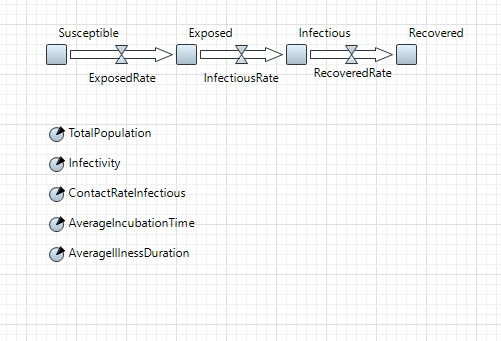 Susceptible
Exposed
Infectious
Recovered
ExposedRate
InfectiousRate
RecoveredRate
TotalPopulation
Infectivity
ContactRateInfectious
AverageIncubationTime
AverageIllnessDuration